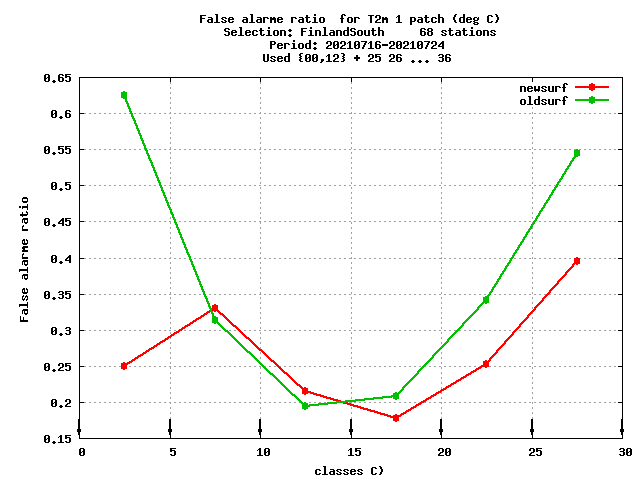 False alarme ratio  for T2m 1 patch (deg C)
Selection: FinlandSouth     68 stations
Period: 20210716-20210724
Used {00,12} + 25 26 ... 36
newsurf
oldsurf
0.65
0.6
0.55
0.5
0.45
0.4
0.35
0.3
0.25
0.2
0.15
False alarme ratio
0 5 10 15 20 25 30
classes C)